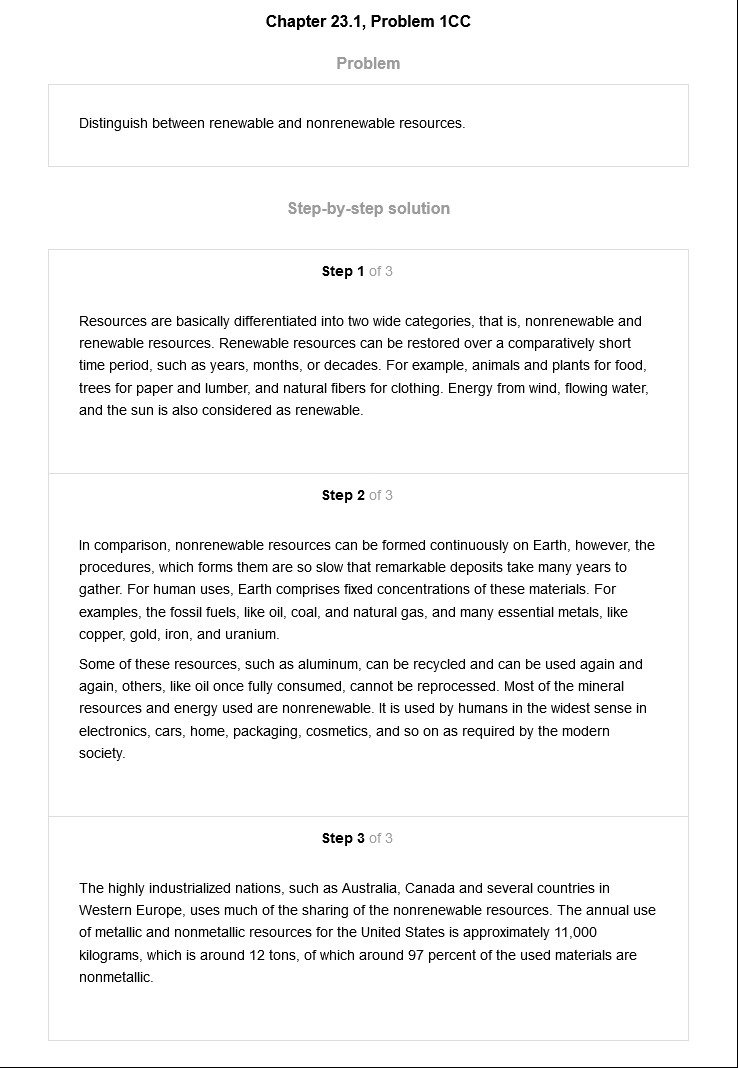 Chapter 23.1, Problem 1CC
Problem
Distinguish between renewable and nonrenewable resources.
Step-by-step solution
Step 1 of 3
Resources are basically differentiated into two wide categories, that is, nonrenewable and
renewable resources. Renewable resources can be restored over a comparatively short
time period, such as years, months, or decades. For example, animals and plants for food,
trees for paper and lumber, and natural fibers for clothing. Energy from wind, flowing water,
and the sun is also considered as renewable.
Step 2 of 3
In comparison, nonrenewable resources can be formed continuously on Earth, however, the
procedures, which forms them are so slow that remarkable deposits take many years to
gather. For human uses, Earth comprises fixed concentrations of these materials. For
examples, the fossil fuels, like oil, coal, and natural gas, and many essential metals, like
copper, gold, iron, and uranium.
Some of these resources, such as aluminum, can be recycled and can be used again and
again, others, like oil once fully consumed, cannot be reprocessed. Most of the mineral
resources and energy used are nonrenewable. It is used by humans in the widest sense in
electronics, cars, home, packaging, cosmetics, and so on as required by the modern
society.
Step 3 of 3
The highly industrialized nations, such as Australia, Canada and several countries in
Western Europe, uses much of the sharing of the nonrenewable resources. The annual use
of metallic and nonmetallic resources for the United States is approximately 11,000
kilograms, which is around 12 tons, of which around 97 percent of the used materials are
nonmetallic.